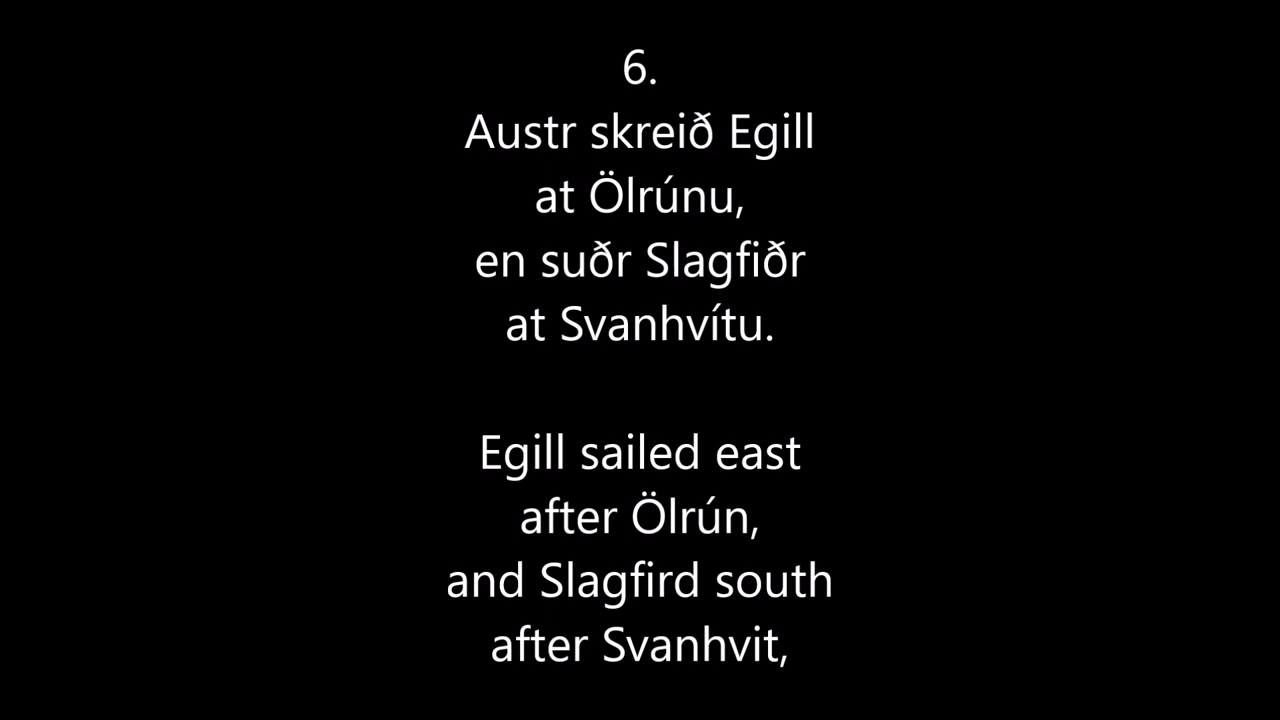 6.
Austr skreið Egill
at Ölrúnu,
en suðr Slagfiðr
at Svanhvítu.
Egill sailed east
after Ölrún,
and Slagfird south
after Svanhvit,